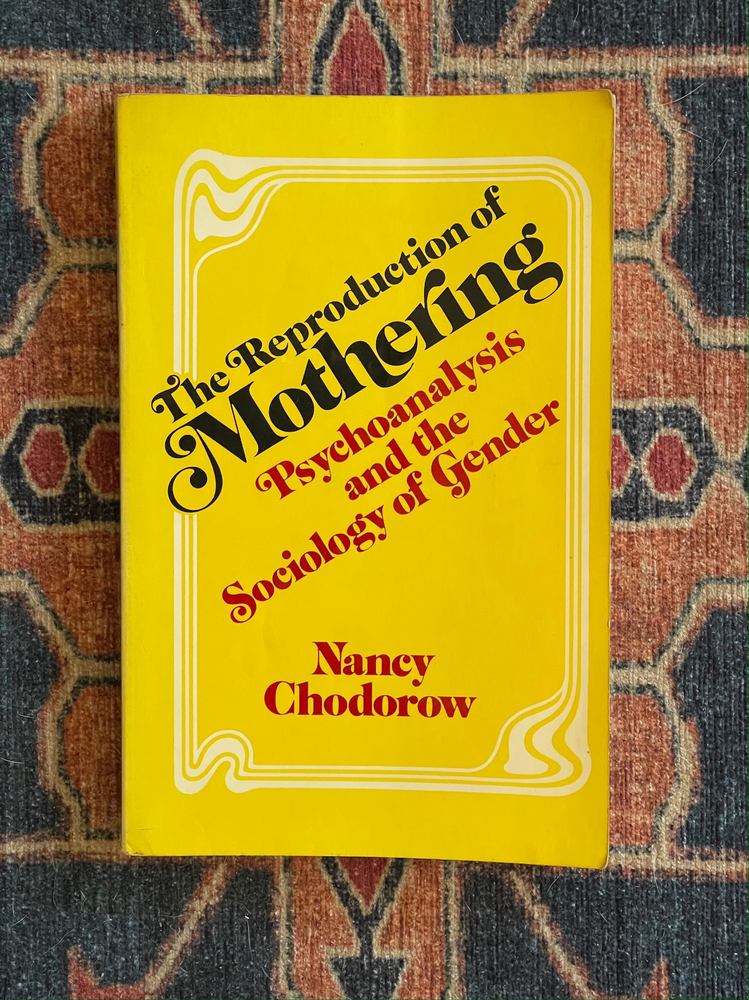 The Reproduction of
Mothering
Psychoanalysis
and the
Sociology of Gender
Nancy
Chodorow